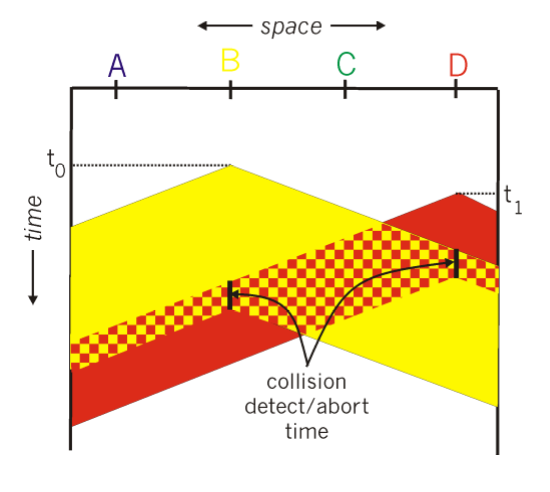 space
A B C D
t0
t1
time
collision
detect/abort
time